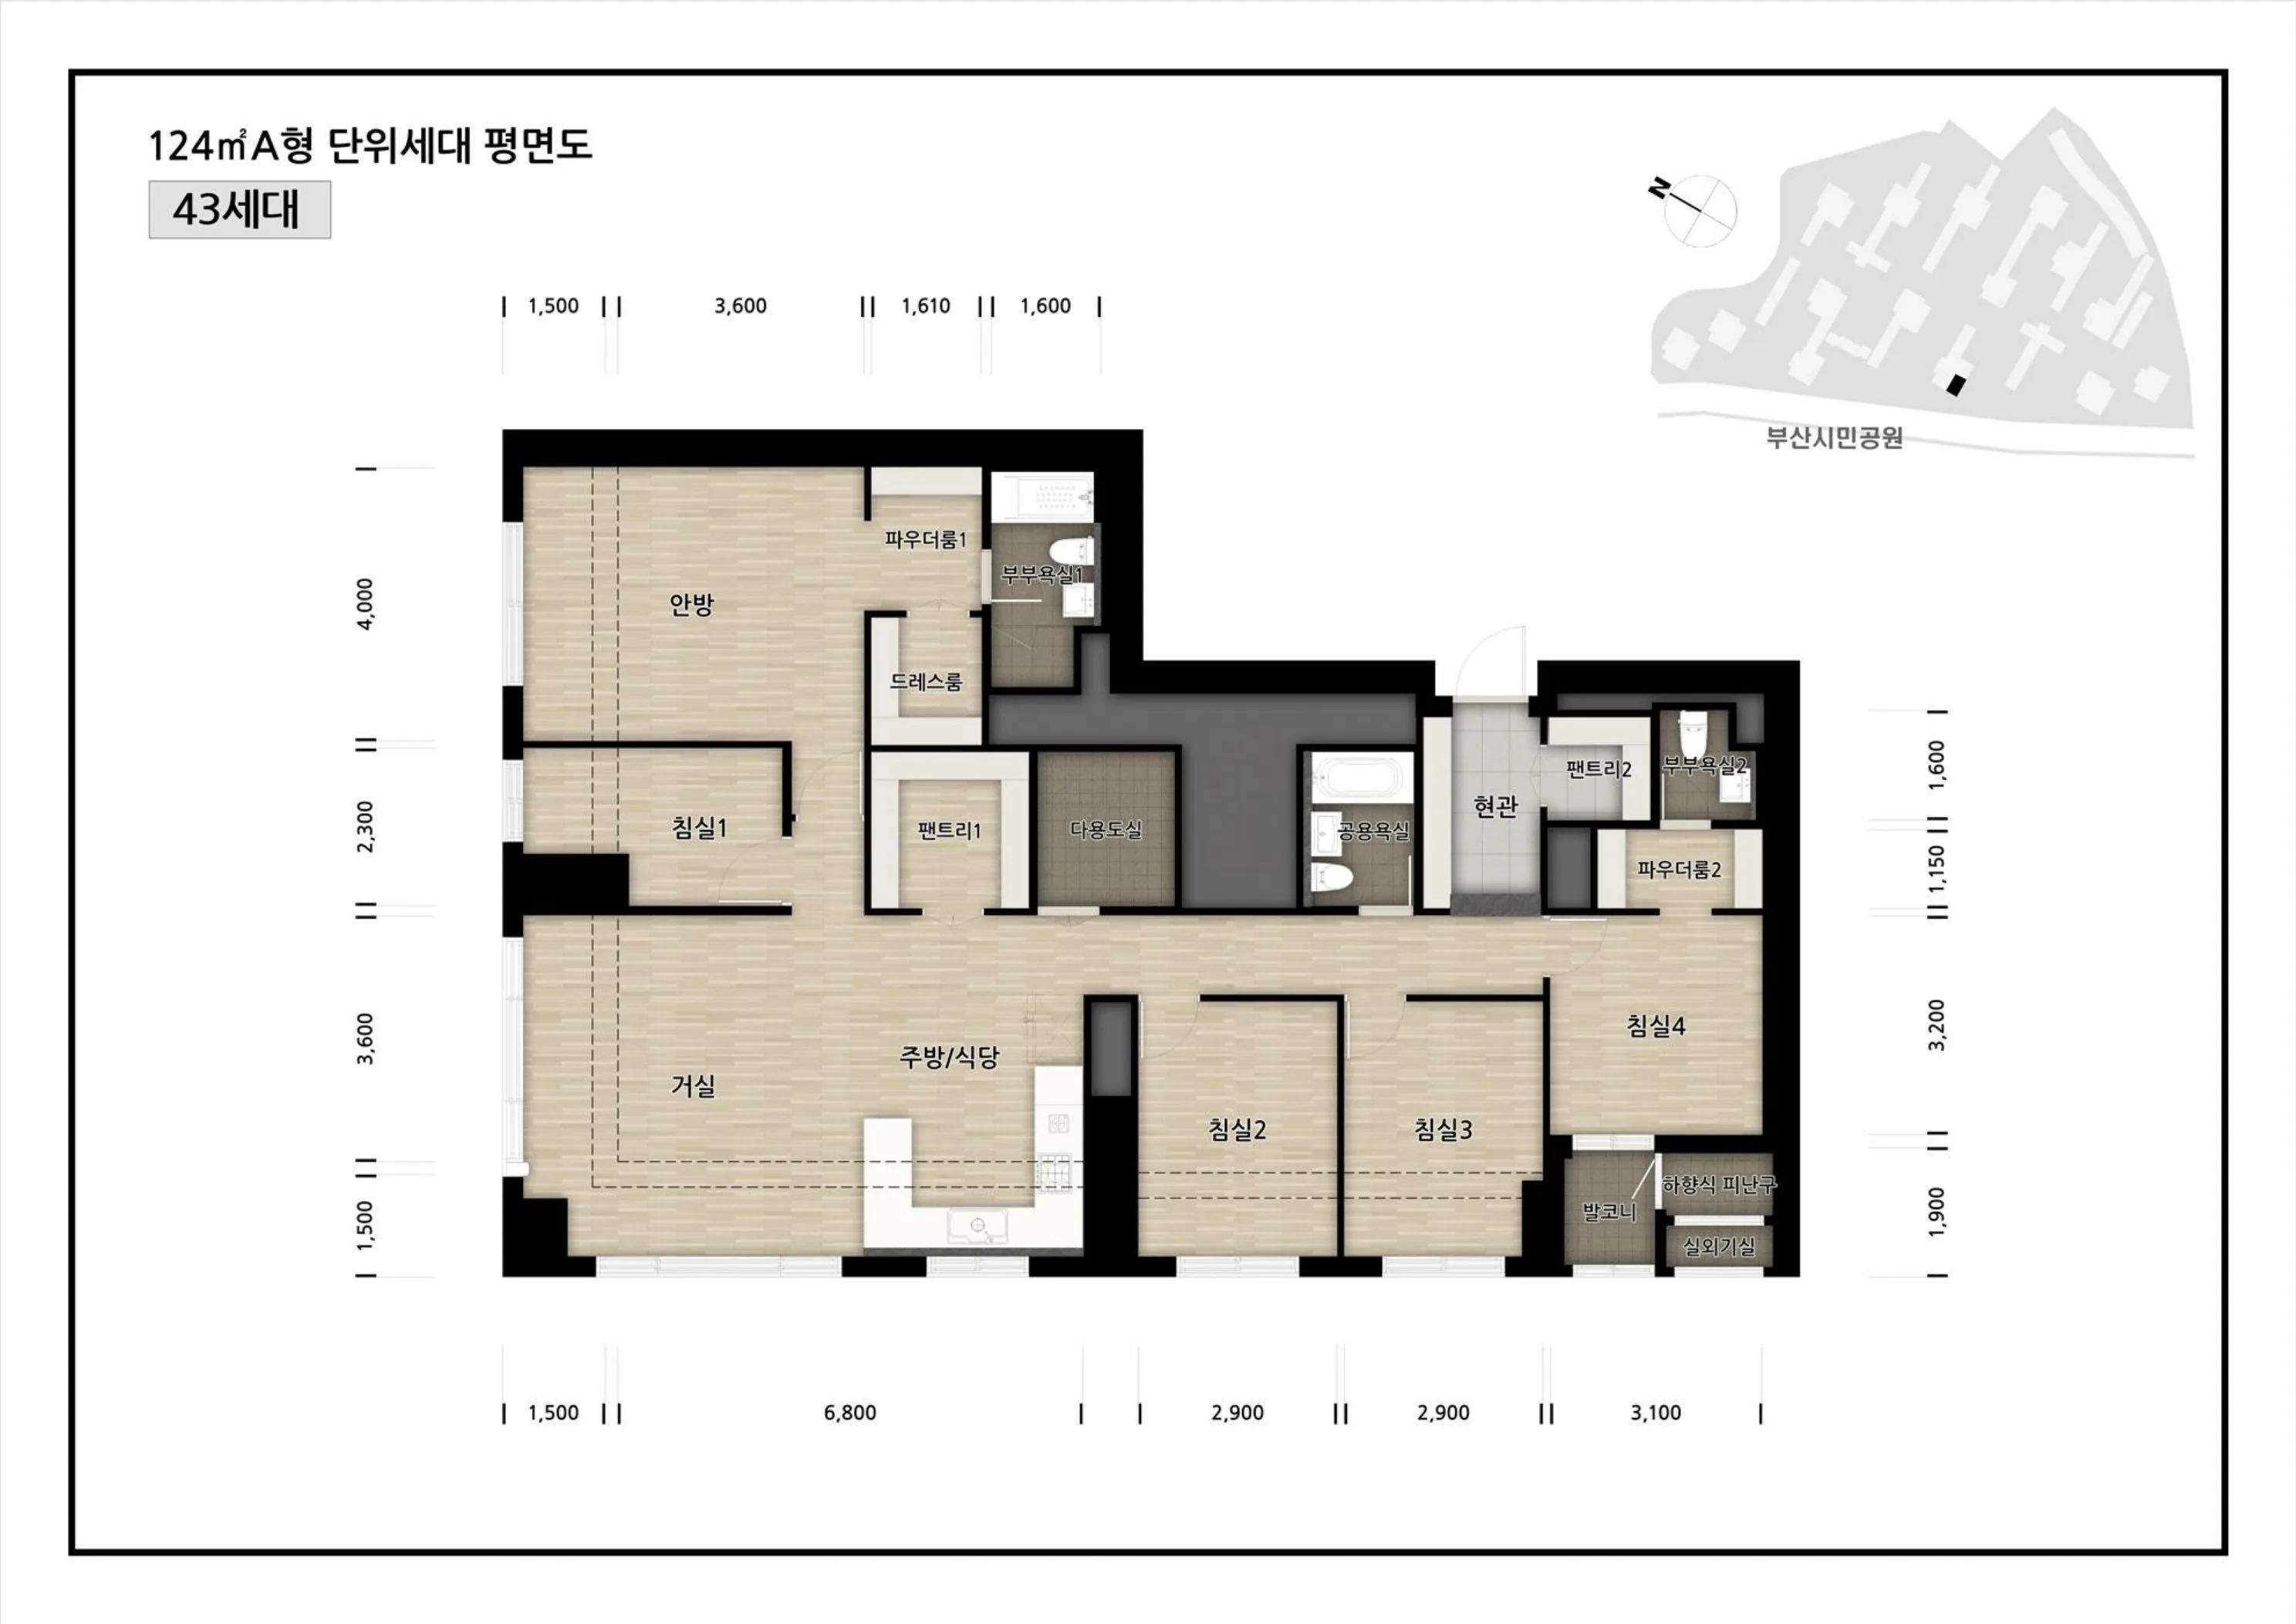 124㎡A형 단위세대 평면도
43세대
N
부산시민공원
1,500
3,600
1,610
1,600
4,000
2,300
3,600
1,500
안방
파우더룸1
부부욕실1
드레스룸
침실1
팬트리1
다용도실
공용욕실
현관
팬트리2
부부욕실2
파우더룸2
거실
주방/식당
침실2
침실3
침실4
발코니
하향식 피난구
실외기실
1,600
1,150
3,200
1,900
1,500
6,800
2,900
2,900
3,100